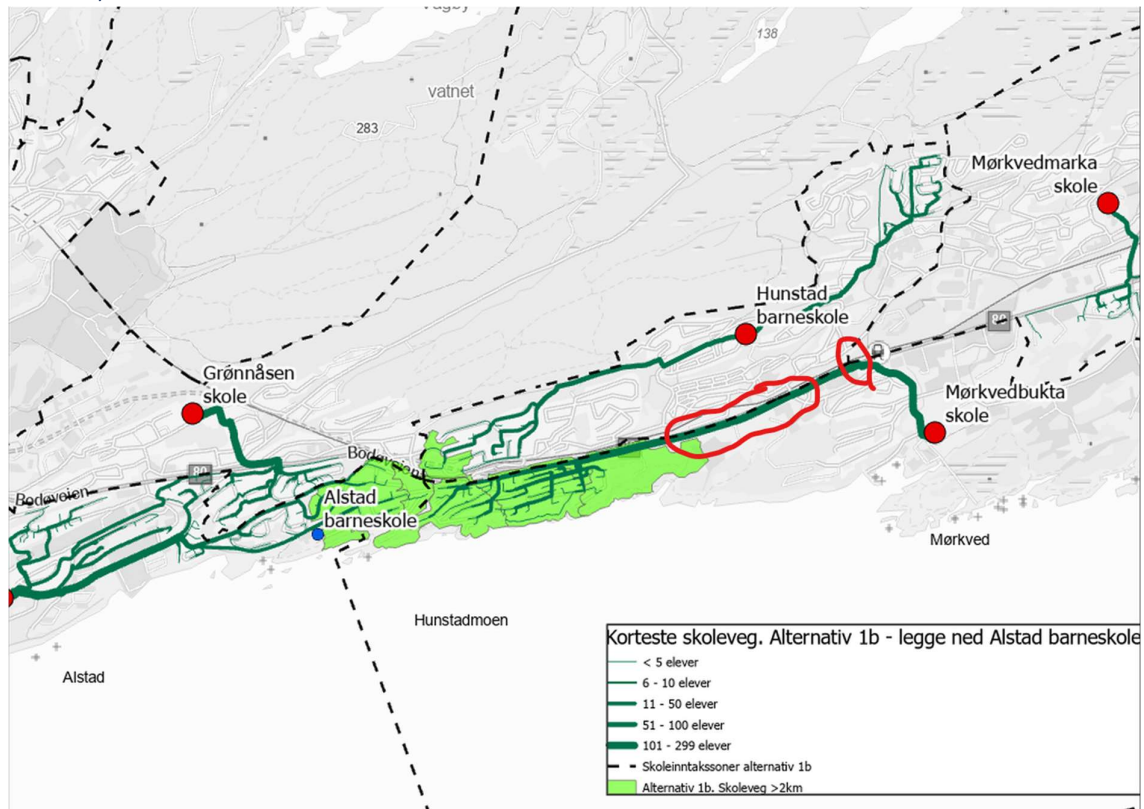 Vågbø
138
vatnet
283
Mørkvedmarka
skole
Hunstad
barneskole
80
Grønnåsen
skole
Mørkvedbukta
skole
Bodøveien
80
Bodøveien
Alstad
barneskole
Mørkved
Hunstadmoen
Alstad
Korteste skoleveg. Alternativ 1b - legge ned Alstad barneskole
< 5 elever
6 - 10 elever
11 - 50 elever
51 - 100 elever
101 - 299 elever
Skoleinntakssoner alternativ 1b
Alternativ 1b. Skoleveg >2km